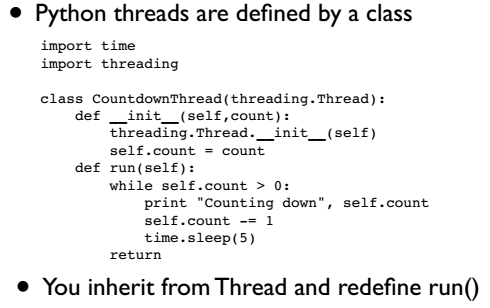 • Python threads are defined by a class
import time
import threading
class CountdownThread(threading.Thread):
    def __init__(self,count):
        threading.Thread.__init__(self)
        self.count = count
    def run(self):
        while self.count > 0:
            print "Counting down", self.count
            self.count -= 1
            time.sleep(5)
        return
• You inherit from Thread and redefine run()